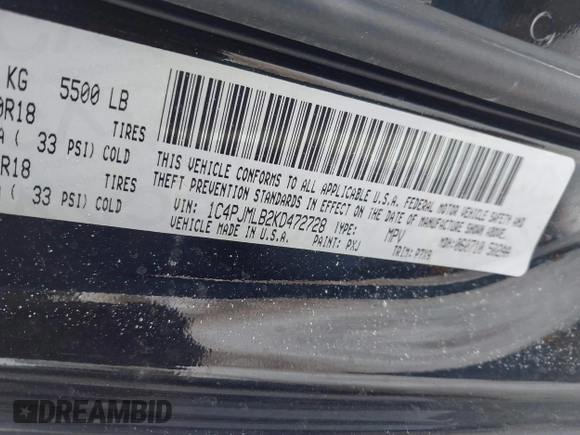 KG 5500 LB
0R18 TIRES
A ( 33 PSI) COLD
R18 TIRES
A ( 33 PSI) COLD
THIS VEHICLE CONFORMS TO ALL APPLICABLE U.S.A. FEDERAL MOTOR VEHICLE SAFETY AND
THEFT PREVENTION STANDARDS IN EFFECT ON THE DATE OF MANUFACTURE SHOWN ABOVE.
VIN: 1C4PJMLB2KD472728 TYPE: MPV
VEHICLE MADE IN U.S.A. PAINT: PXJ TRIM:
DREAMBID